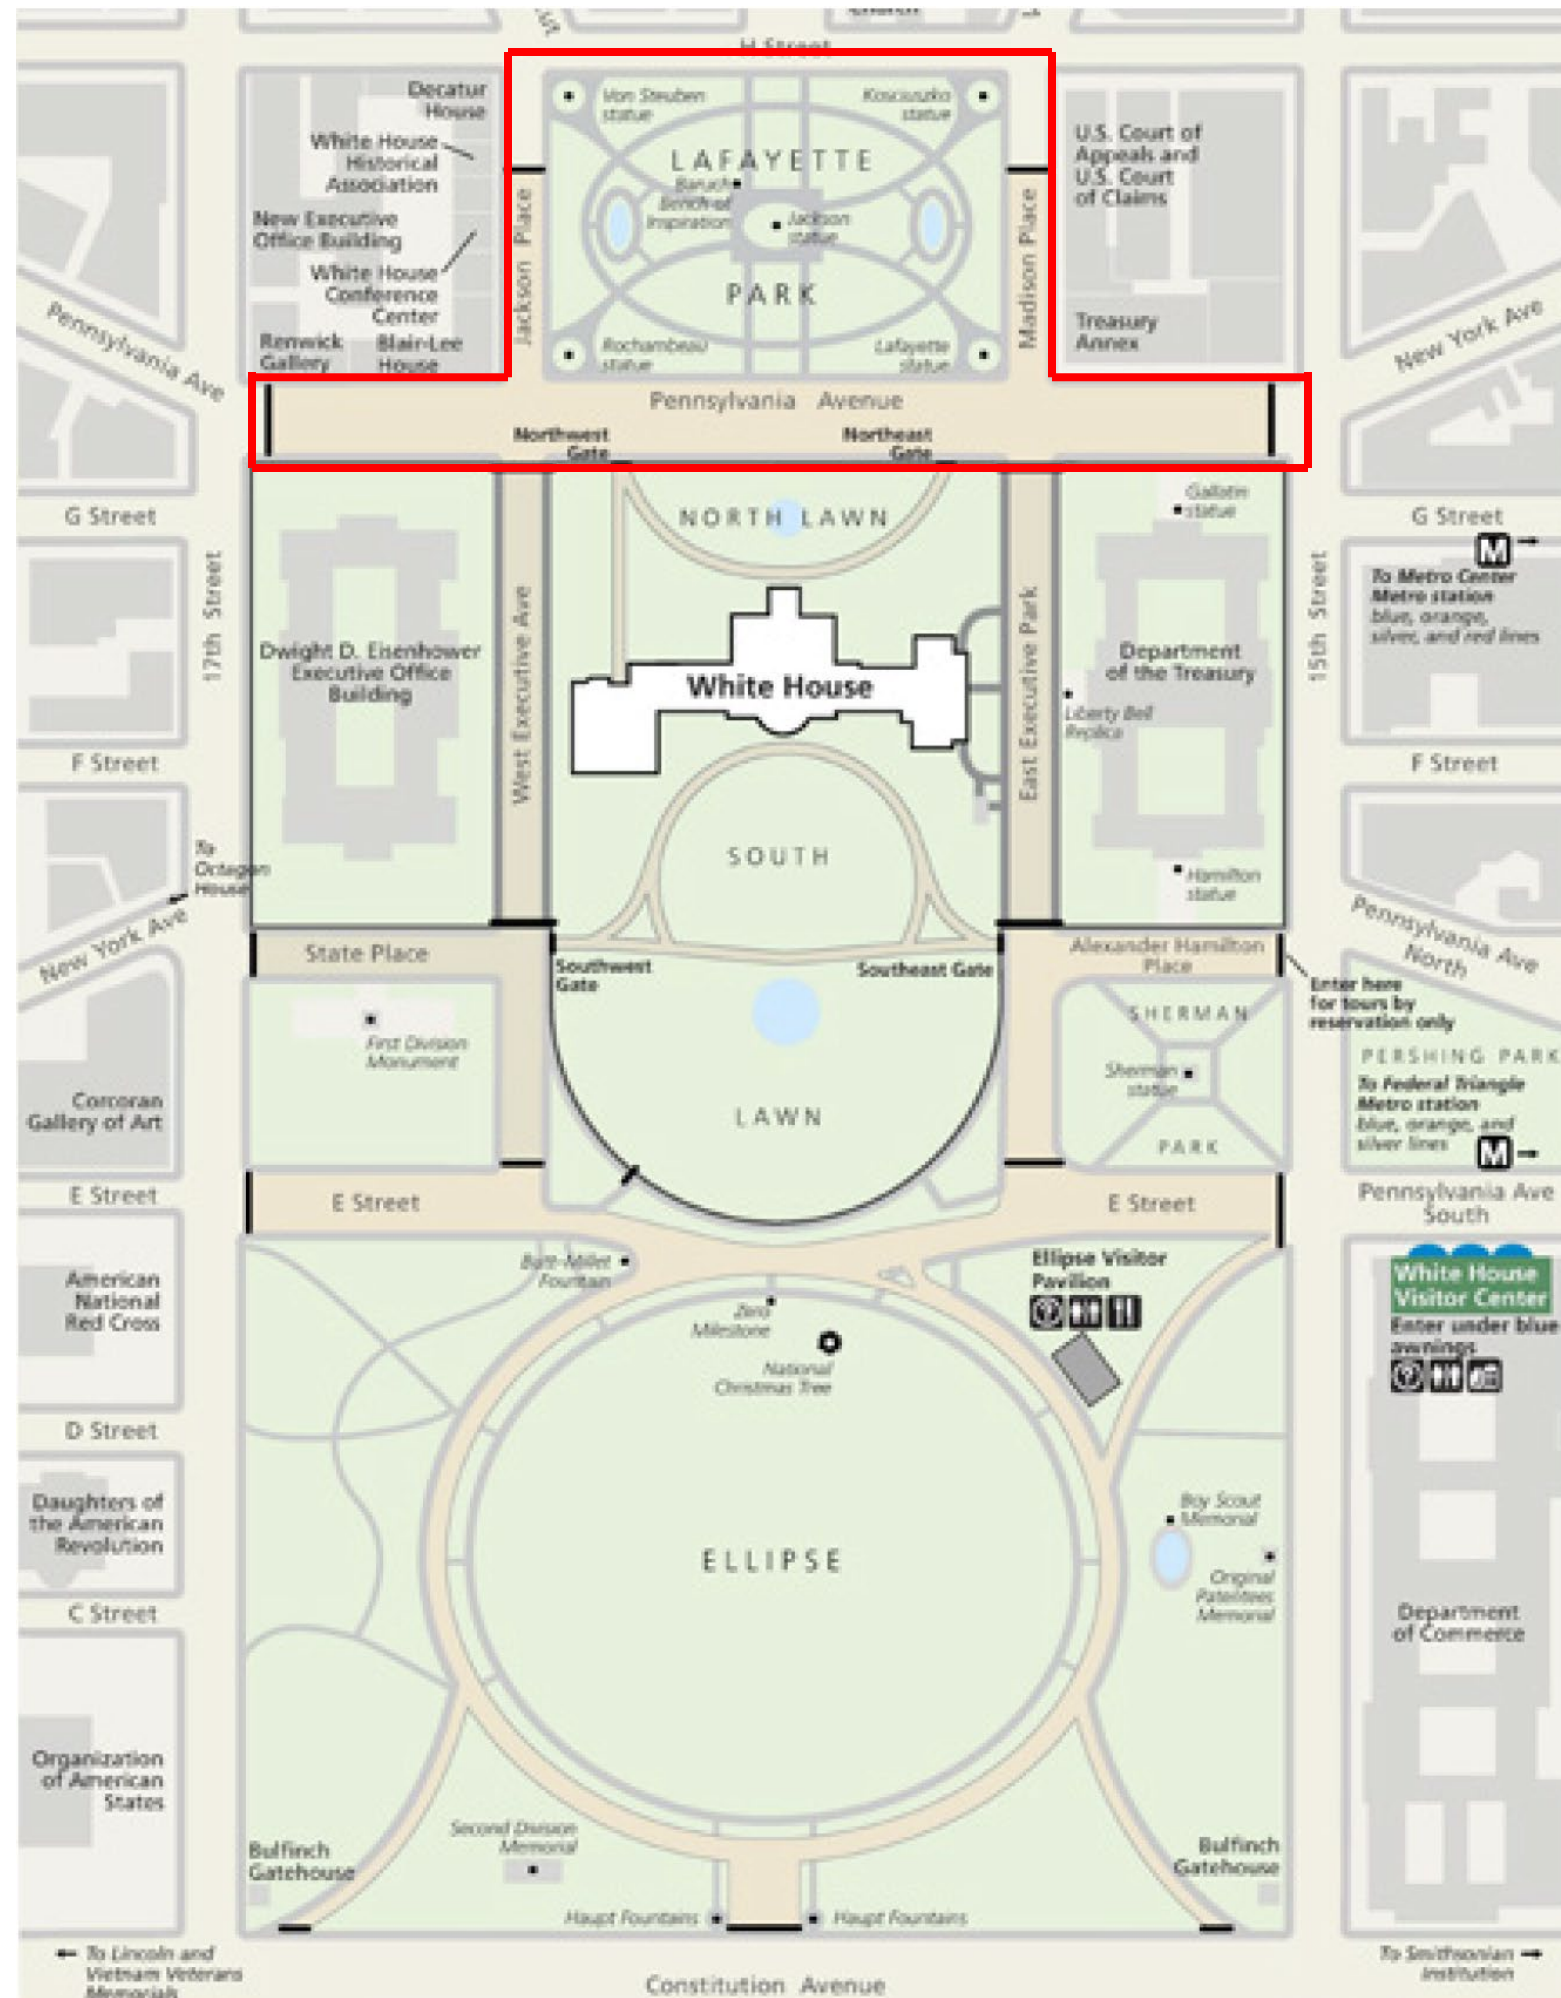 H Street
Church
Decatur
House
White House
Historical
Association
New Executive
Office Building
White House
Conference
Center
Renwick
Gallery
Blair-Lee
House
Jackson Place
Von Steuben
statue
Kosciuszko
statue
LAFAYETTE
Baruch
Bench of
Inspiration
Jackson
statue
PARK
Rochambeau
statue
Lafayette
statue
Madison Place
U.S. Court of
Appeals and
U.S. Court
of Claims
Treasury
Annex
Pennsylvania Ave
New York Ave
Pennsylvania Avenue
Northwest
Gate
Northeast
Gate
G Street
G Street
NORTH LAWN
Gallatin
statue
17th Street
15th Street
M
To Metro Center
Metro station
blue, orange,
silver, and red lines
Dwight D. Eisenhower
Executive Office
Building
West Executive Ave
White House
East Executive Park
Department
of the Treasury
Liberty Bell
Replica
F Street
F Street
SOUTH
To
Octagon
House
Hamilton
statue
New York Ave
Pennsylvania Ave
North
State Place
Southwest
Gate
Southeast Gate
Alexander Hamilton
Place
Enter here
for tours by
reservation only
First Division
Monument
SHERMAN
Sherman
statue
PARK
PERSHING PARK
To Federal Triangle
Metro station
blue, orange, and
silver lines
M
Corcoran
Gallery of Art
LAWN
E Street
E Street
E Street
Pennsylvania Ave
South
American
National
Red Cross
Butt-Millet
Fountain
Zero
Milestone
National
Christmas Tree
Ellipse Visitor
Pavilion
White House
Visitor Center
Enter under blue
awnings
D Street
Daughters of
the American
Revolution
ELLIPSE
Boy Scout
Memorial
Original
Patentees
Memorial
C Street
Department
of Commerce
Organization
of American
States
Bulfinch
Gatehouse
Second Division
Memorial
Bulfinch
Gatehouse
Haupt Fountains
Haupt Fountains
To Lincoln and
Vietnam Veterans
Memorials
Constitution Avenue
To Smithsonian
Institution